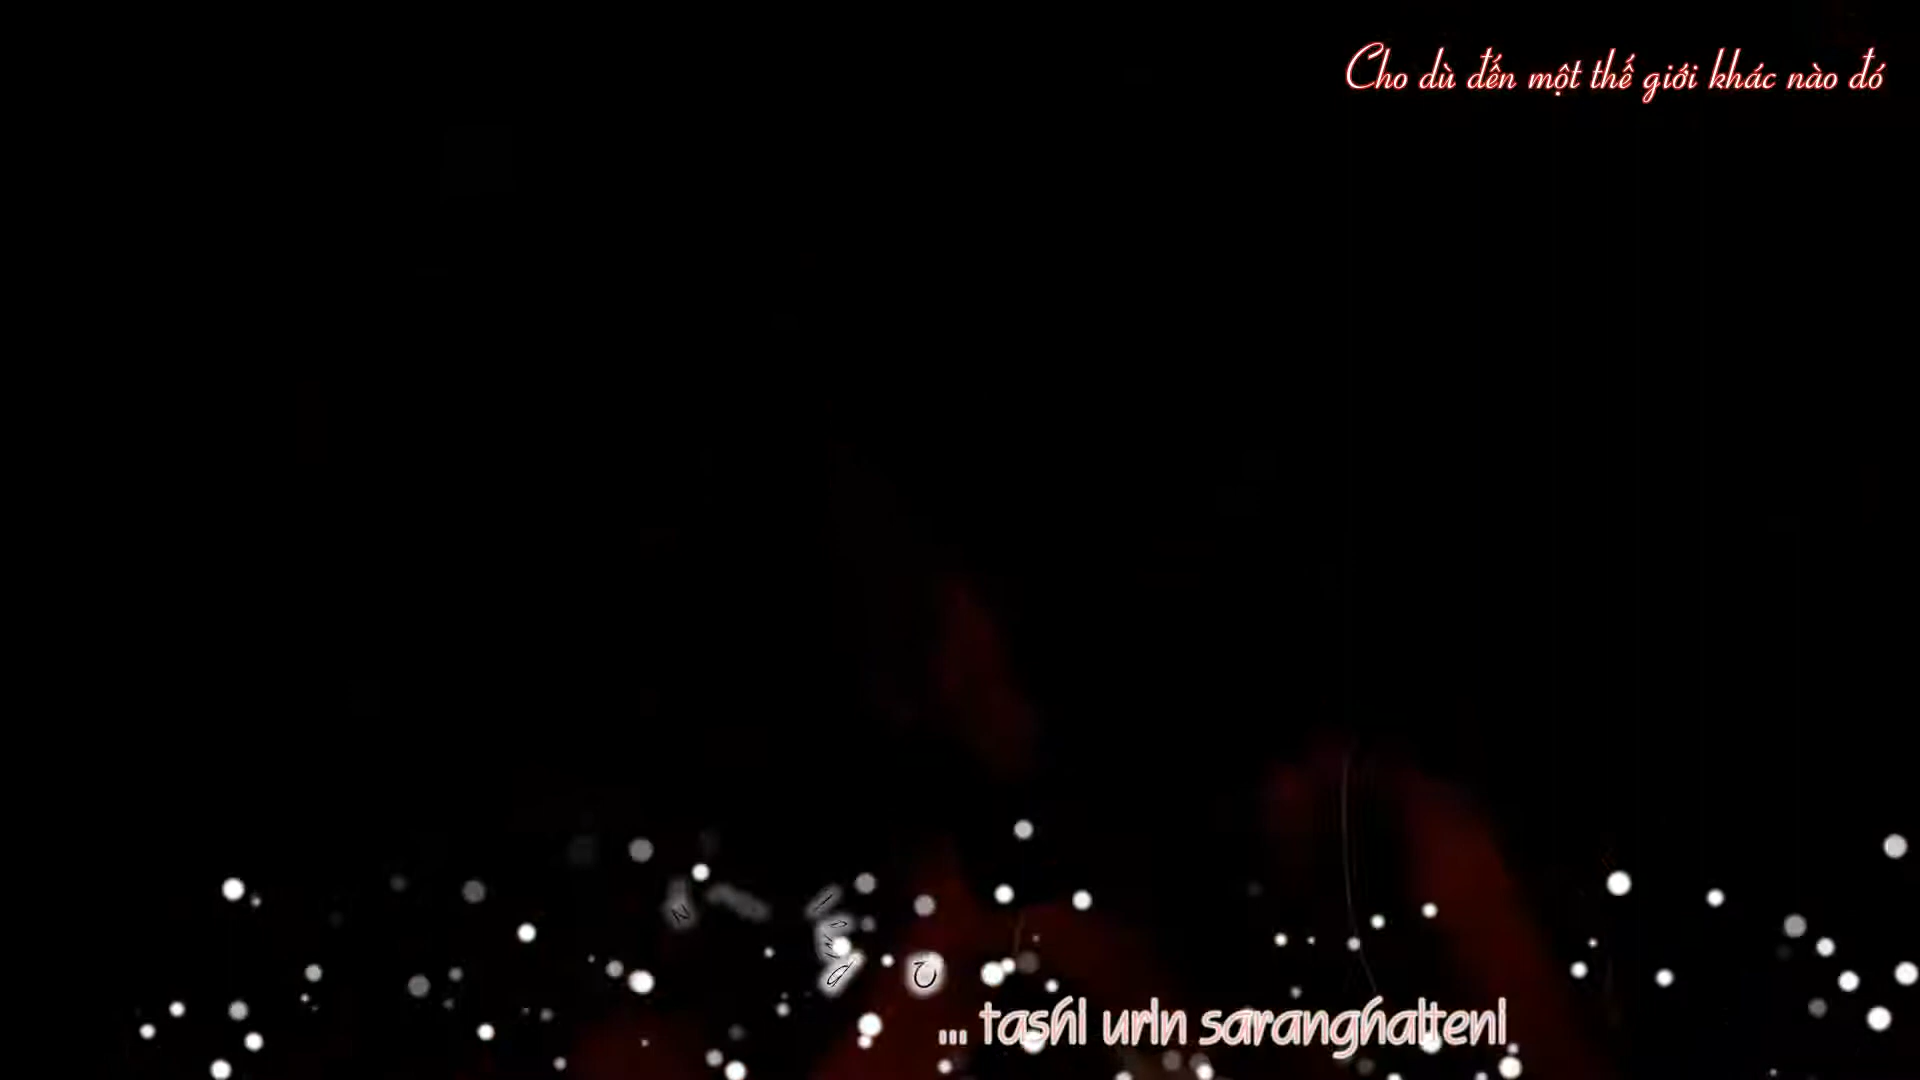 Cho dù đến một thế giới khác nào đó
... tashi urin saranghalteni